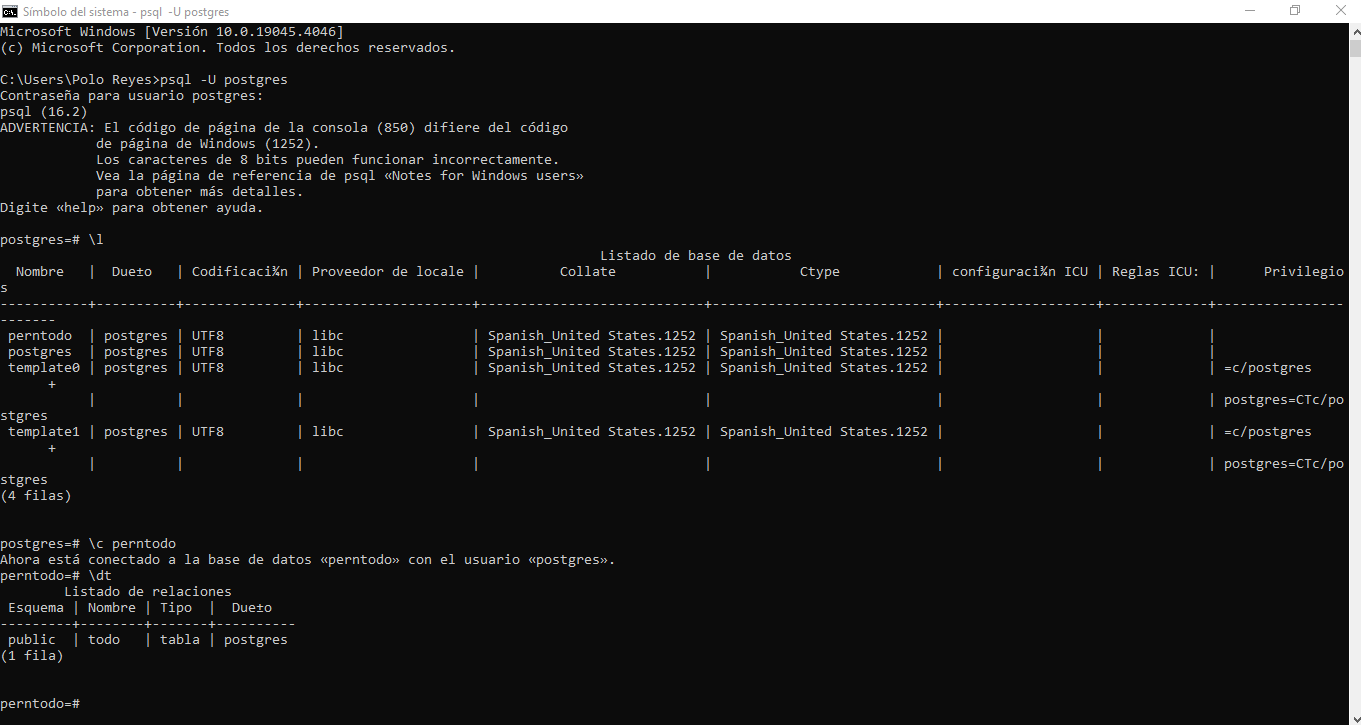 Símbolo del sistema - psql -U postgres
Microsoft Windows [Versión 10.0.19045.4046]
(c) Microsoft Corporation. Todos los derechos reservados.
C:\Users\Polo Reyes>psql -U postgres
Contraseña para usuario postgres:
psql (16.2)
ADVERTENCIA: El código de página de la consola (850) difiere del código
de página de Windows (1252).
Los caracteres de 8 bits pueden funcionar incorrectamente.
Vea la página de referencia de psql «Notes for Windows users»
para obtener más detalles.
Digite «help» para obtener ayuda.
postgres=# \l
Listado de base de datos
Nombre | Due±o | Codificaci¾n | Proveedor de locale | Collate | Ctype | configuraci¾n ICU | Reglas ICU: | Privilegio
s
-----------+----------+--------------+---------------------+----------------------------+----------------------------+-------------------+-------------+----------------
-------
perntodo | postgres | UTF8 | libc | Spanish_United States.1252 | Spanish_United States.1252 | | |
postgres | postgres | UTF8 | libc | Spanish_United States.1252 | Spanish_United States.1252 | | |
template0 | postgres | UTF8 | libc | Spanish_United States.1252 | Spanish_United States.1252 | | | =c/postgres
+
| | | | | | | | postgres=CTc/po
stgres
template1 | postgres | UTF8 | libc | Spanish_United States.1252 | Spanish_United States.1252 | | | =c/postgres
+
| | | | | | | | postgres=CTc/po
stgres
(4 filas)
postgres=# \c perntodo
Ahora está conectado a la base de datos «perntodo» con el usuario «postgres».
perntodo=# \dt
Listado de relaciones
Esquema | Nombre | Tipo | Due±o
---------+--------+-------+----------
public | todo | tabla | postgres
(1 fila)
perntodo=#